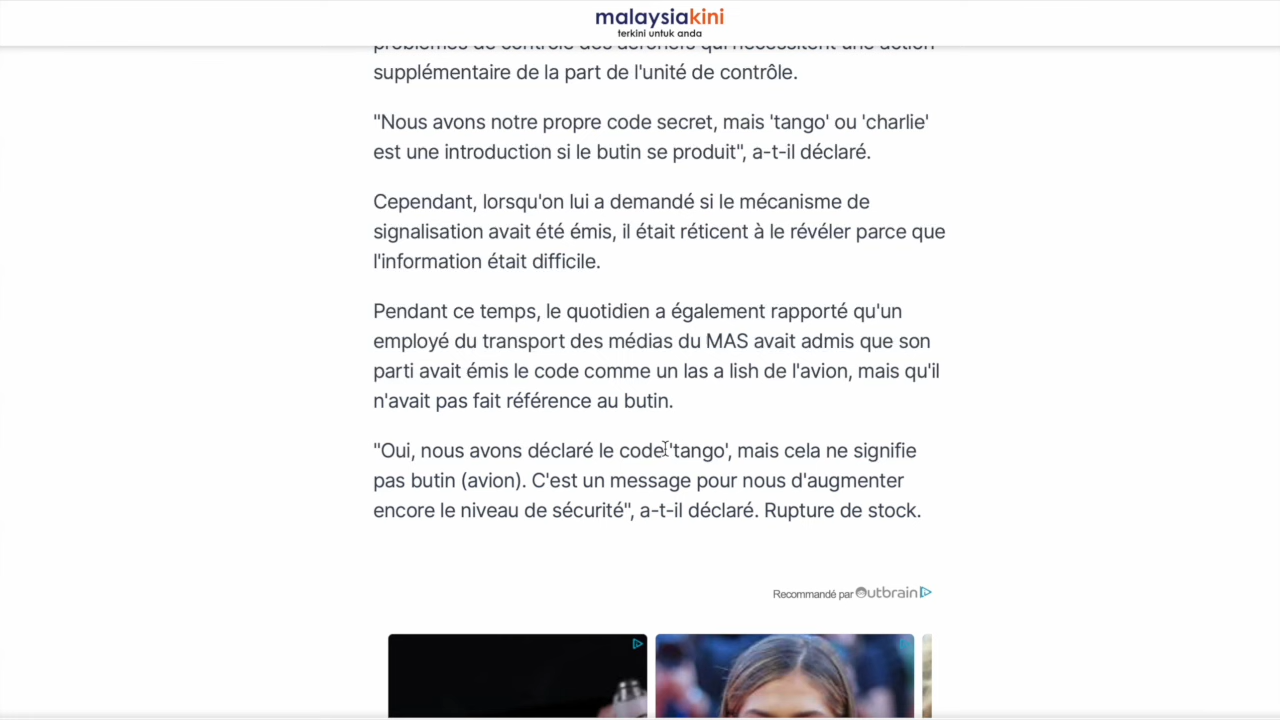 malaysiakini
terkini untuk anda
problèmes de contrôle des aéronefs qui nécessitent une action
supplémentaire de la part de l'unité de contrôle.
"Nous avons notre propre code secret, mais 'tango' ou 'charlie'
est une introduction si le butin se produit", a-t-il déclaré.
Cependant, lorsqu'on lui a demandé si le mécanisme de
signalisation avait été émis, il était réticent à le révéler parce que
l'information était difficile.
Pendant ce temps, le quotidien a également rapporté qu'un
employé du transport des médias du MAS avait admis que son
parti avait émis le code comme un las a lish de l'avion, mais qu'il
n'avait pas fait référence au butin.
"Oui, nous avons déclaré le code 'tango', mais cela ne signifie
pas butin (avion). C'est un message pour nous d'augmenter
encore le niveau de sécurité", a-t-il déclaré. Rupture de stock.
Recommandé par Outbrain